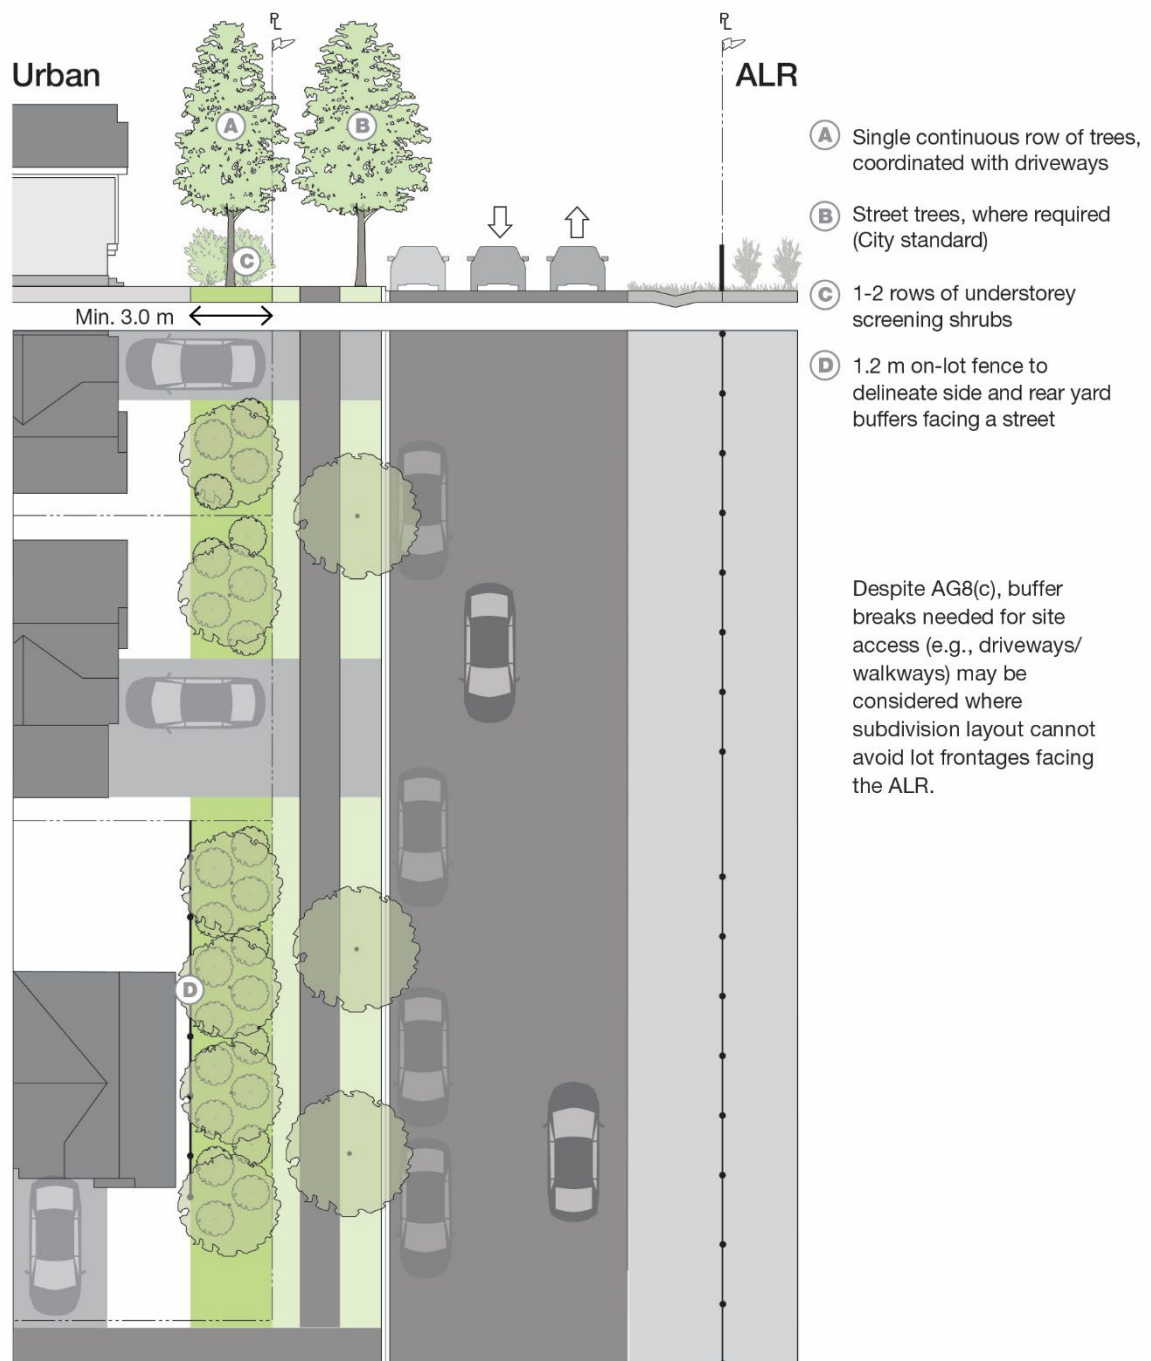 PL
PL
Urban
ALR
A
B
C
Min. 3.0 m
A Single continuous row of trees,
coordinated with driveways
B Street trees, where required
(City standard)
C 1-2 rows of understorey
screening shrubs
D 1.2 m on-lot fence to
delineate side and rear yard
buffers facing a street
Despite AG8(c), buffer
breaks needed for site
access (e.g., driveways/
walkways) may be
considered where
subdivision layout cannot
avoid lot frontages facing
the ALR.
D